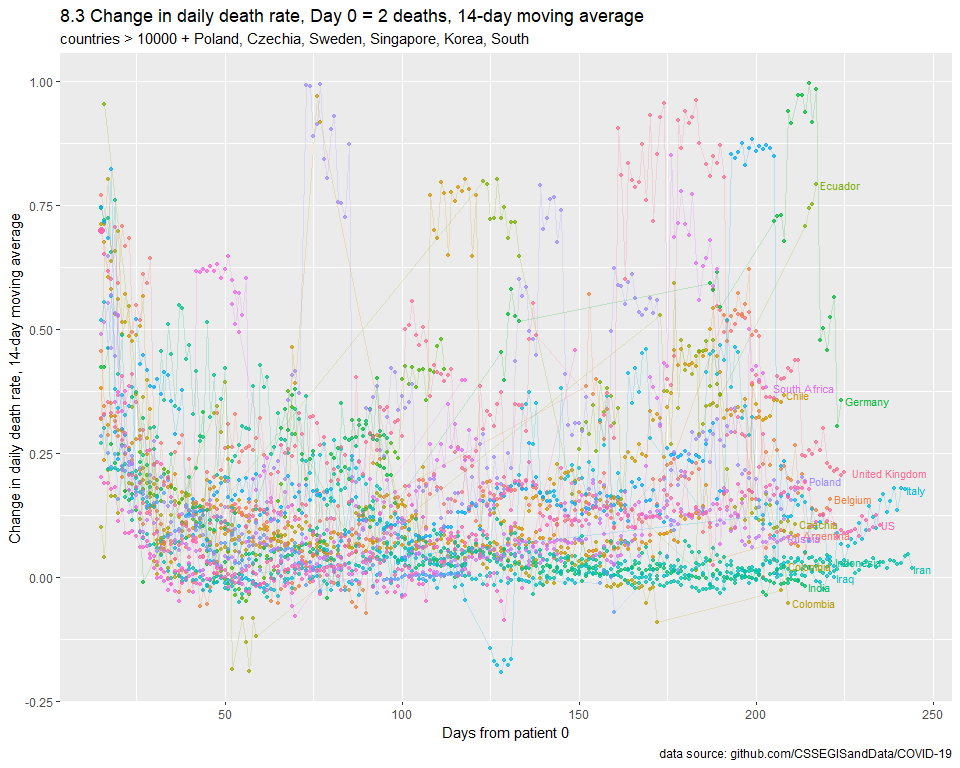 8.3 Change in daily death rate, Day 0 = 2 deaths, 14-day moving average
countries > 10000 + Poland, Czechia, Sweden, Singapore, Korea, South
Change in daily death rate, 14-day moving average
1.00
0.75
0.50
0.25
0.00
-0.25
Ecuador
South Africa
Chile
Germany
United Kingdom
Poland
Italy
Belgium
Czechia
US
Argentina
Russia
Indonesia
Iran
Iraq
India
Colombia
50
100
150
200
250
Days from patient 0
data source: github.com/CSSEGISandData/COVID-19